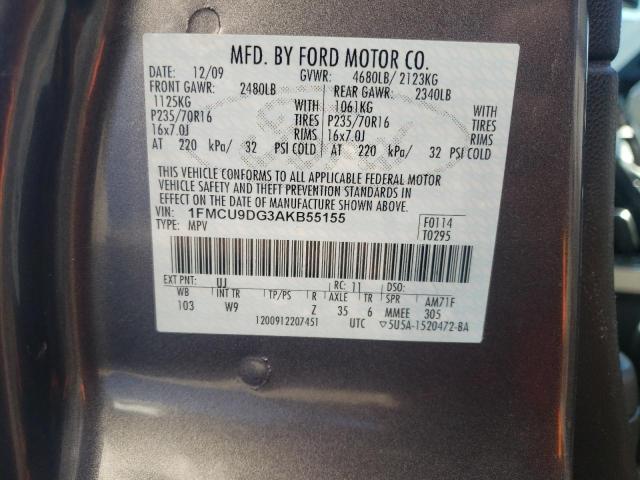 MFD. BY FORD MOTOR CO.
DATE: 12/09 GVWR: 4680LB/ 2123KG
FRONT GAWR: 2480LB REAR GAWR: 2340LB
1125KG WITH 1061KG WITH
P235/70R16 TIRES P235/70R16 TIRES
16x7.0J RIMS 16x7.0J RIMS
AT 220 kPa/ 32 PSI COLD AT 220 kPa/ 32 PSI COLD
THIS VEHICLE CONFORMS TO ALL APPLICABLE FEDERAL MOTOR
VEHICLE SAFETY AND THEFT PREVENTION STANDARDS IN
EFFECT ON THE DATE OF MANUFACTURE SHOWN ABOVE.
VIN: 1FMCU9DG3AKB55155 F0114
TYPE: MPV T0295
EXT PNT: UJ RC: 11 DSO:
WB INT TR TP/PS R AXLE TR SPR AM71F
103 W9 Z 35 6 MMEE 305
1200912207451 UTC ▽5U5A-1520472-BA